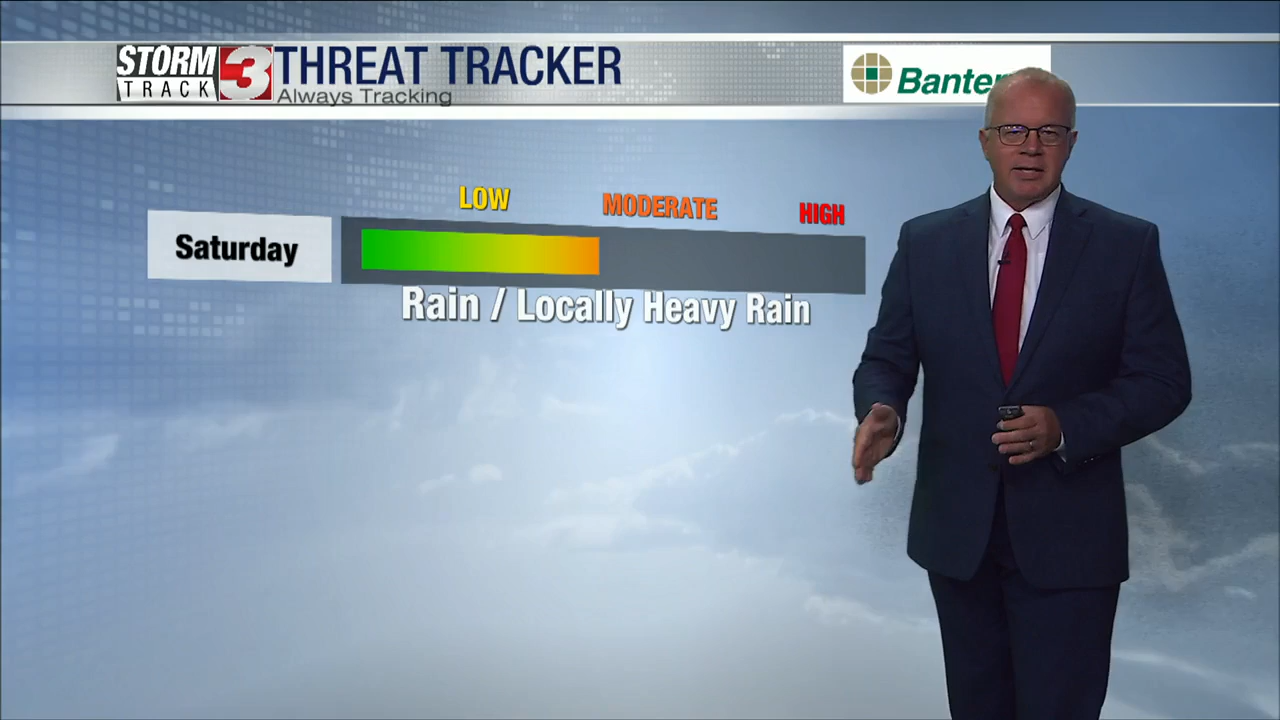 STORM
TRACK
3
THREAT TRACKER
Always Tracking
LOW
MODERATE
HIGH
Saturday
Rain / Locally Heavy Rain